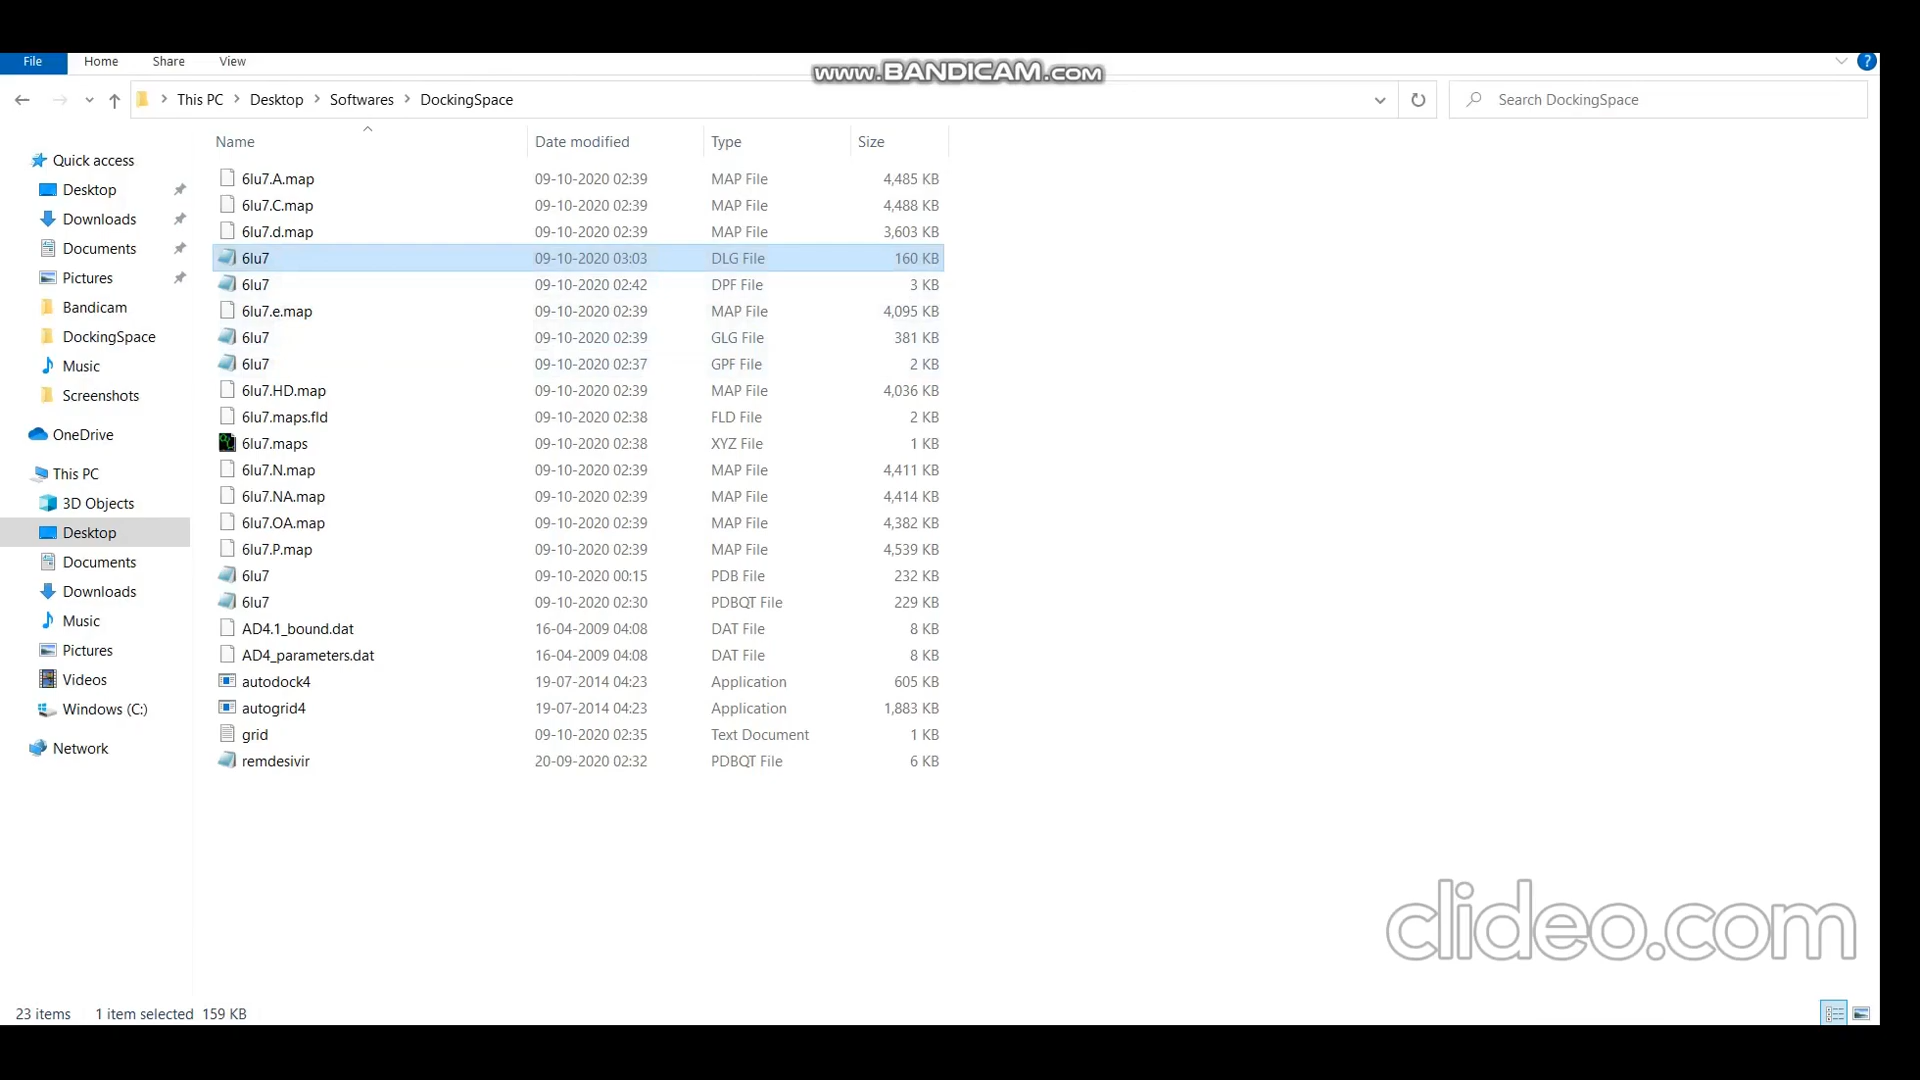 File Home Share View
www.BANDICAM.com
This PC Desktop Softwares DockingSpace
Search DockingSpace
Name Date modified Type Size
Quick access
Desktop
Downloads
Documents
Pictures
Bandicam
DockingSpace
Music
Screenshots
OneDrive
This PC
3D Objects
Desktop
Documents
Downloads
Music
Pictures
Videos
Windows (C:)
Network
6lu7.A.map 09-10-2020 02:39 MAP File 4,485 KB
6lu7.C.map 09-10-2020 02:39 MAP File 4,488 KB
6lu7.d.map 09-10-2020 02:39 MAP File 3,603 KB
6lu7 09-10-2020 03:03 DLG File 160 KB
6lu7 09-10-2020 02:42 DPF File 3 KB
6lu7.e.map 09-10-2020 02:39 MAP File 4,095 KB
6lu7 09-10-2020 02:39 GLG File 381 KB
6lu7 09-10-2020 02:37 GPF File 2 KB
6lu7.HD.map 09-10-2020 02:39 MAP File 4,036 KB
6lu7.maps.fld 09-10-2020 02:38 FLD File 2 KB
6lu7.maps 09-10-2020 02:38 XYZ File 1 KB
6lu7.N.map 09-10-2020 02:39 MAP File 4,411 KB
6lu7.NA.map 09-10-2020 02:39 MAP File 4,414 KB
6lu7.OA.map 09-10-2020 02:39 MAP File 4,382 KB
6lu7.P.map 09-10-2020 02:39 MAP File 4,539 KB
6lu7 09-10-2020 00:15 PDB File 232 KB
6lu7 09-10-2020 02:30 PDBQT File 229 KB
AD4.1_bound.dat 16-04-2009 04:08 DAT File 8 KB
AD4_parameters.dat 16-04-2009 04:08 DAT File 8 KB
autodock4 19-07-2014 04:23 Application 605 KB
autogrid4 19-07-2014 04:23 Application 1,883 KB
grid 09-10-2020 02:35 Text Document 1 KB
remdesivir 20-09-2020 02:32 PDBQT File 6 KB
clideo.com
23 items 1 item selected 159 KB